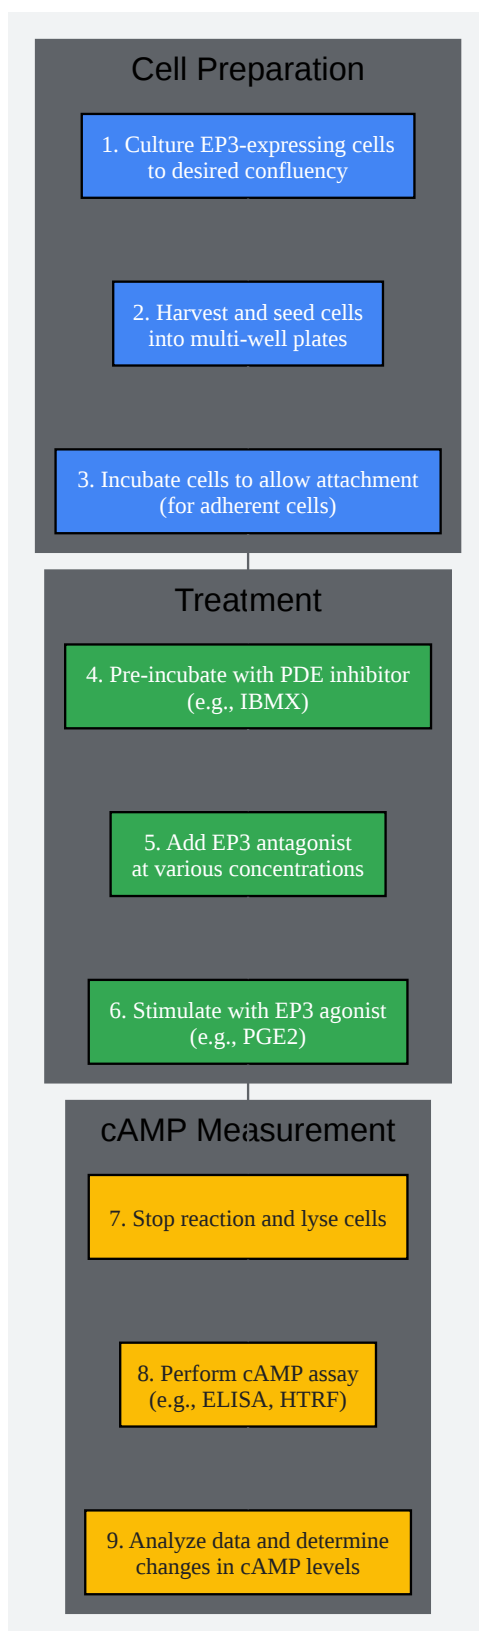 Cell Preparation
1. Culture EP3-expressing cells
to desired confluency
2. Harvest and seed cells
into multi-well plates
3. Incubate cells to allow attachment
(for adherent cells)
Treatment
4. Pre-incubate with PDE inhibitor
(e.g., IBMX)
5. Add EP3 antagonist
at various concentrations
6. Stimulate with EP3 agonist
(e.g., PGE2)
cAMP Measurement
7. Stop reaction and lyse cells
8. Perform cAMP assay
(e.g., ELISA, HTRF)
9. Analyze data and determine
changes in cAMP levels